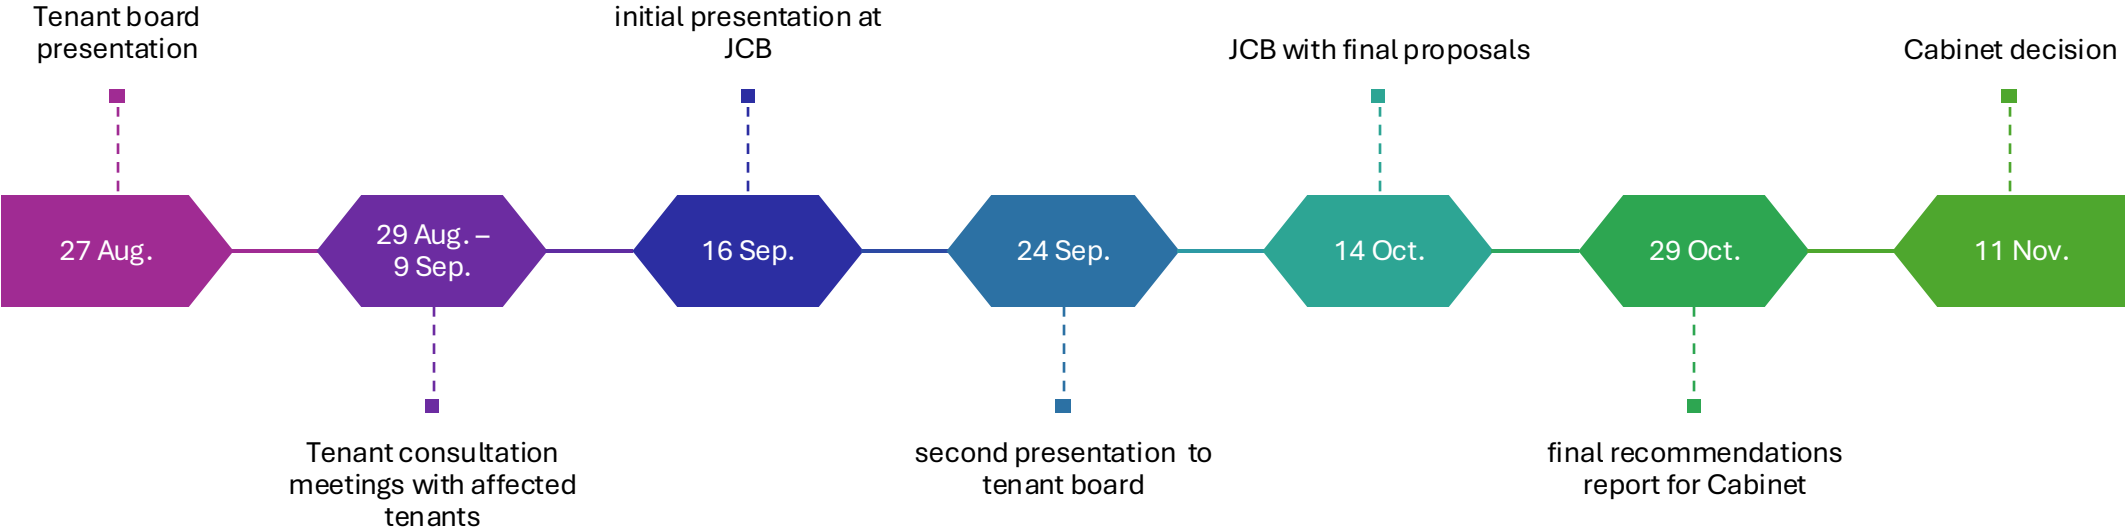 Tenant board
presentation
initial presentation at
JCB
JCB with final proposals
Cabinet decision
27 Aug.
29 Aug. –
9 Sep.
16 Sep.
24 Sep.
14 Oct.
29 Oct.
11 Nov.
Tenant consultation
meetings with affected
tenants
second presentation  to
tenant board
final recommendations
report for Cabinet